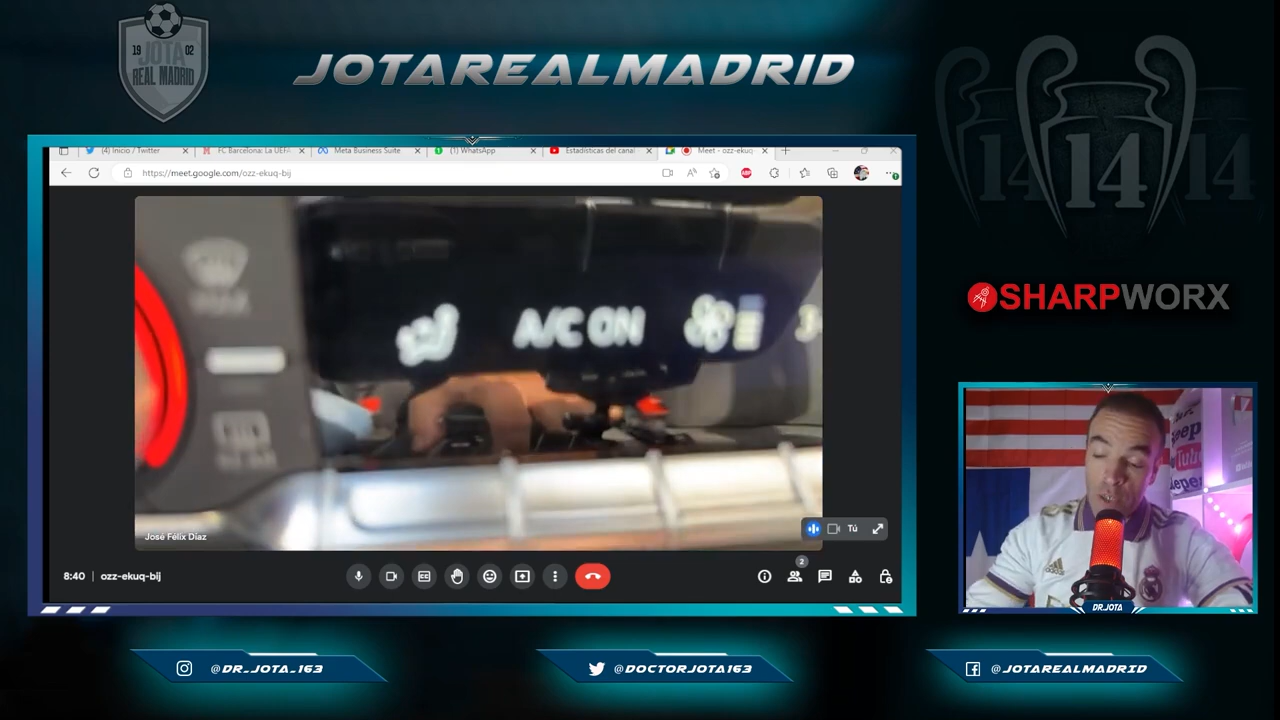 19 JOTA 02
REAL MADRID
JOTAREALMADRID
14 14 14
(4) Inicio / Twitter
FC Barcelona: La UEFA
Meta Business Suite
(1) WhatsApp
Estadísticas del canal
Meet - ozz-ekuq
https://meet.google.com/ozz-ekuq-bij
ABP
A/C ON
José Félix Díaz
Tú
8:40 | ozz-ekuq-bij
2
SHARPWORX
DR.JOTA
@DR_JOTA_163
@DOCTORJOTA163
@JOTAREALMADRID